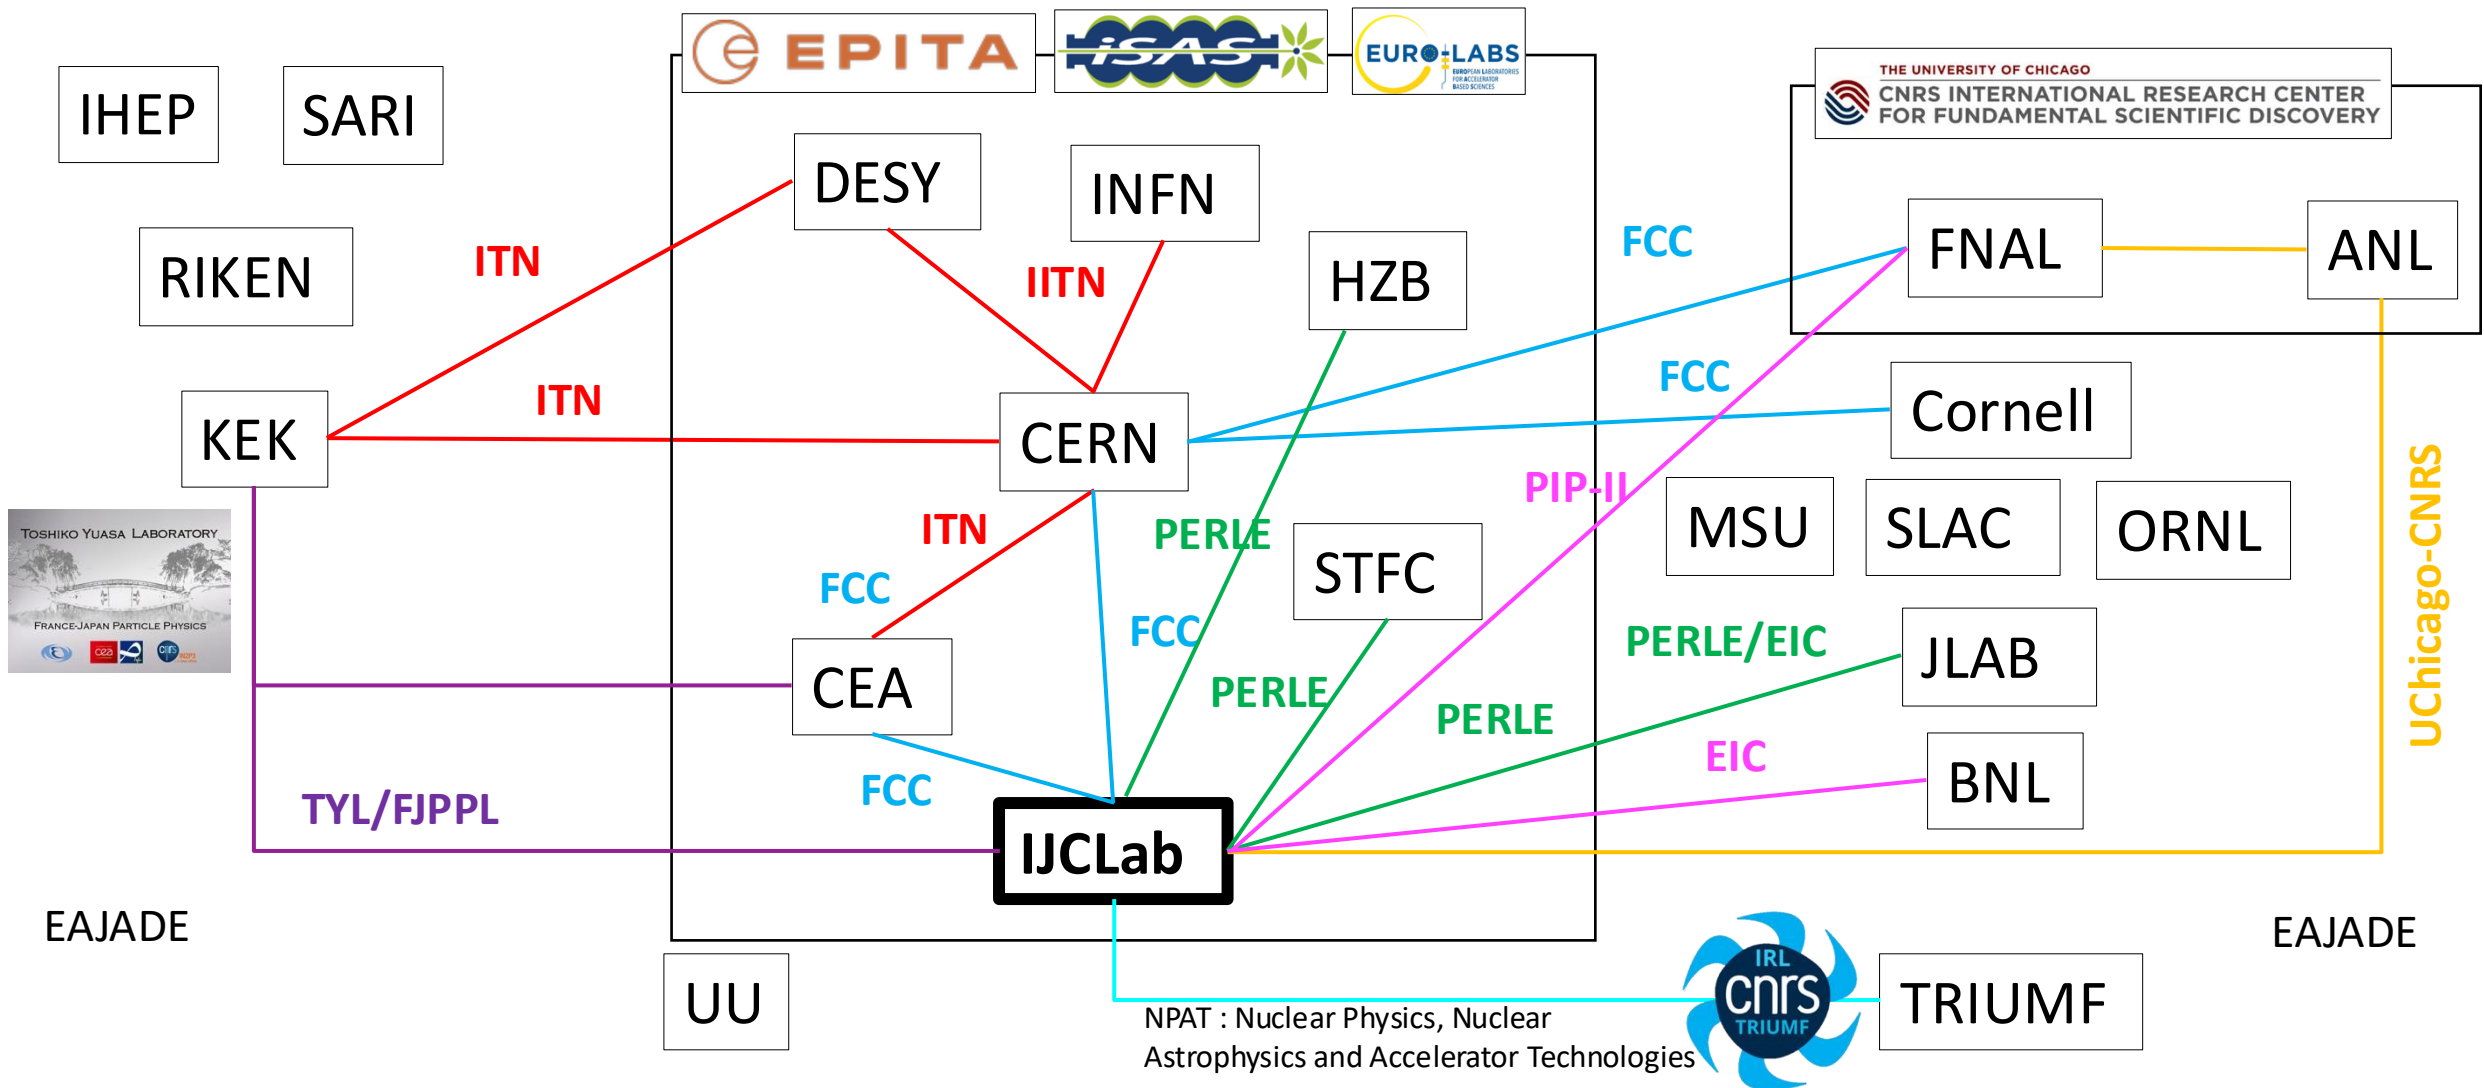 EPITA
iSAS
EURO-LABS
EUROPEAN LABORATORIES
FOR ACCELERATOR
BASED SCIENCES
THE UNIVERSITY OF CHICAGO
CNRS INTERNATIONAL RESEARCH CENTER
FOR FUNDAMENTAL SCIENTIFIC DISCOVERY
IHEP
SARI
DESY
INFN
RIKEN
ITN
IITN
HZB
FCC
FNAL
ANL
KEK
ITN
CERN
FCC
Cornell
UChicago-CNRS
TOSHIKO YUASA LABORATORY
FRANCE-JAPAN PARTICLE PHYSICS
cea
cnrs
ITN
PERLE
PIP-II
MSU
SLAC
ORNL
FCC
STFC
FCC
CEA
PERLE
PERLE/EIC
JLAB
PERLE
FCC
EIC
BNL
TYL/FJPPL
IJCLab
EAJADE
EAJADE
UU
IRL
cnrs
TRIUMF
TRIUMF
NPAT : Nuclear Physics, Nuclear
Astrophysics and Accelerator Technologies